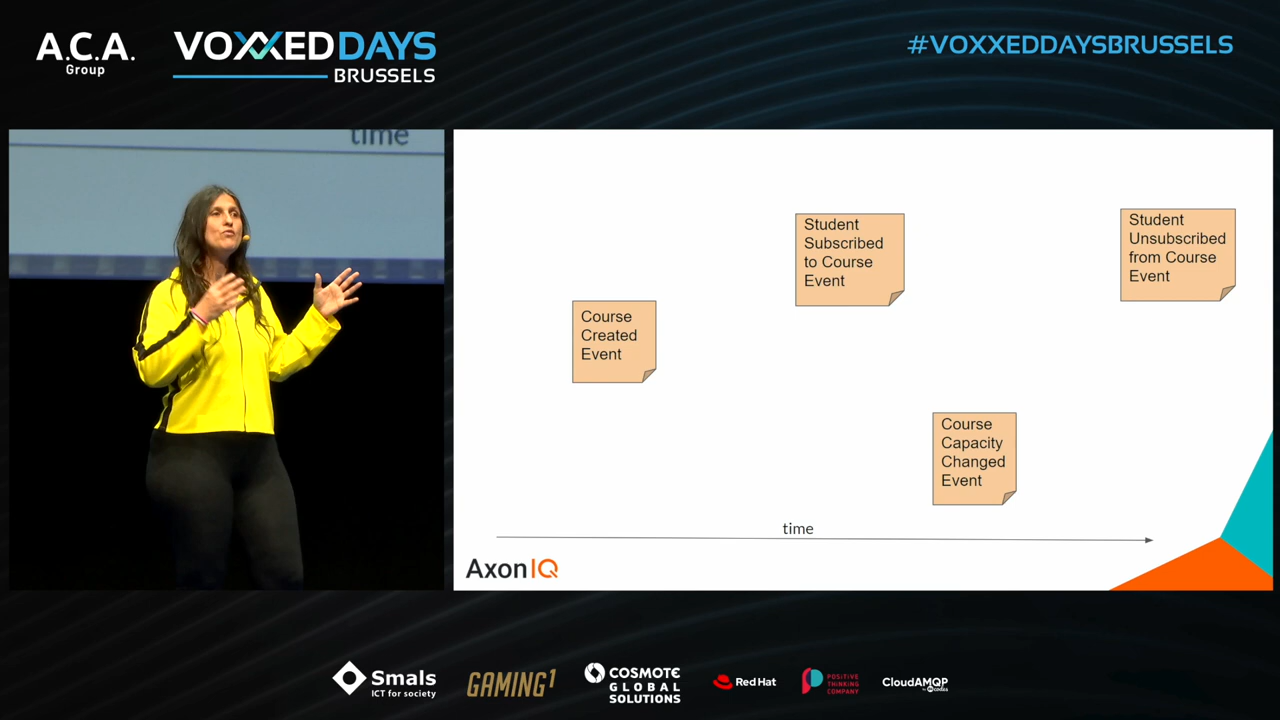 A.C.A.
Group
VOXXEDDAYS
BRUSSELS
#VOXXEDDAYSBRUSSELS
time
Course
Created
Event
Student
Subscribed
to Course
Event
Course
Capacity
Changed
Event
Student
Unsubscribed
from Course
Event
time
AxonIQ
Smals
ICT for society
GAMING1
COSMOTE
GLOBAL
SOLUTIONS
Red Hat
POSITIVE
THINKING
COMPANY
CloudAMQP